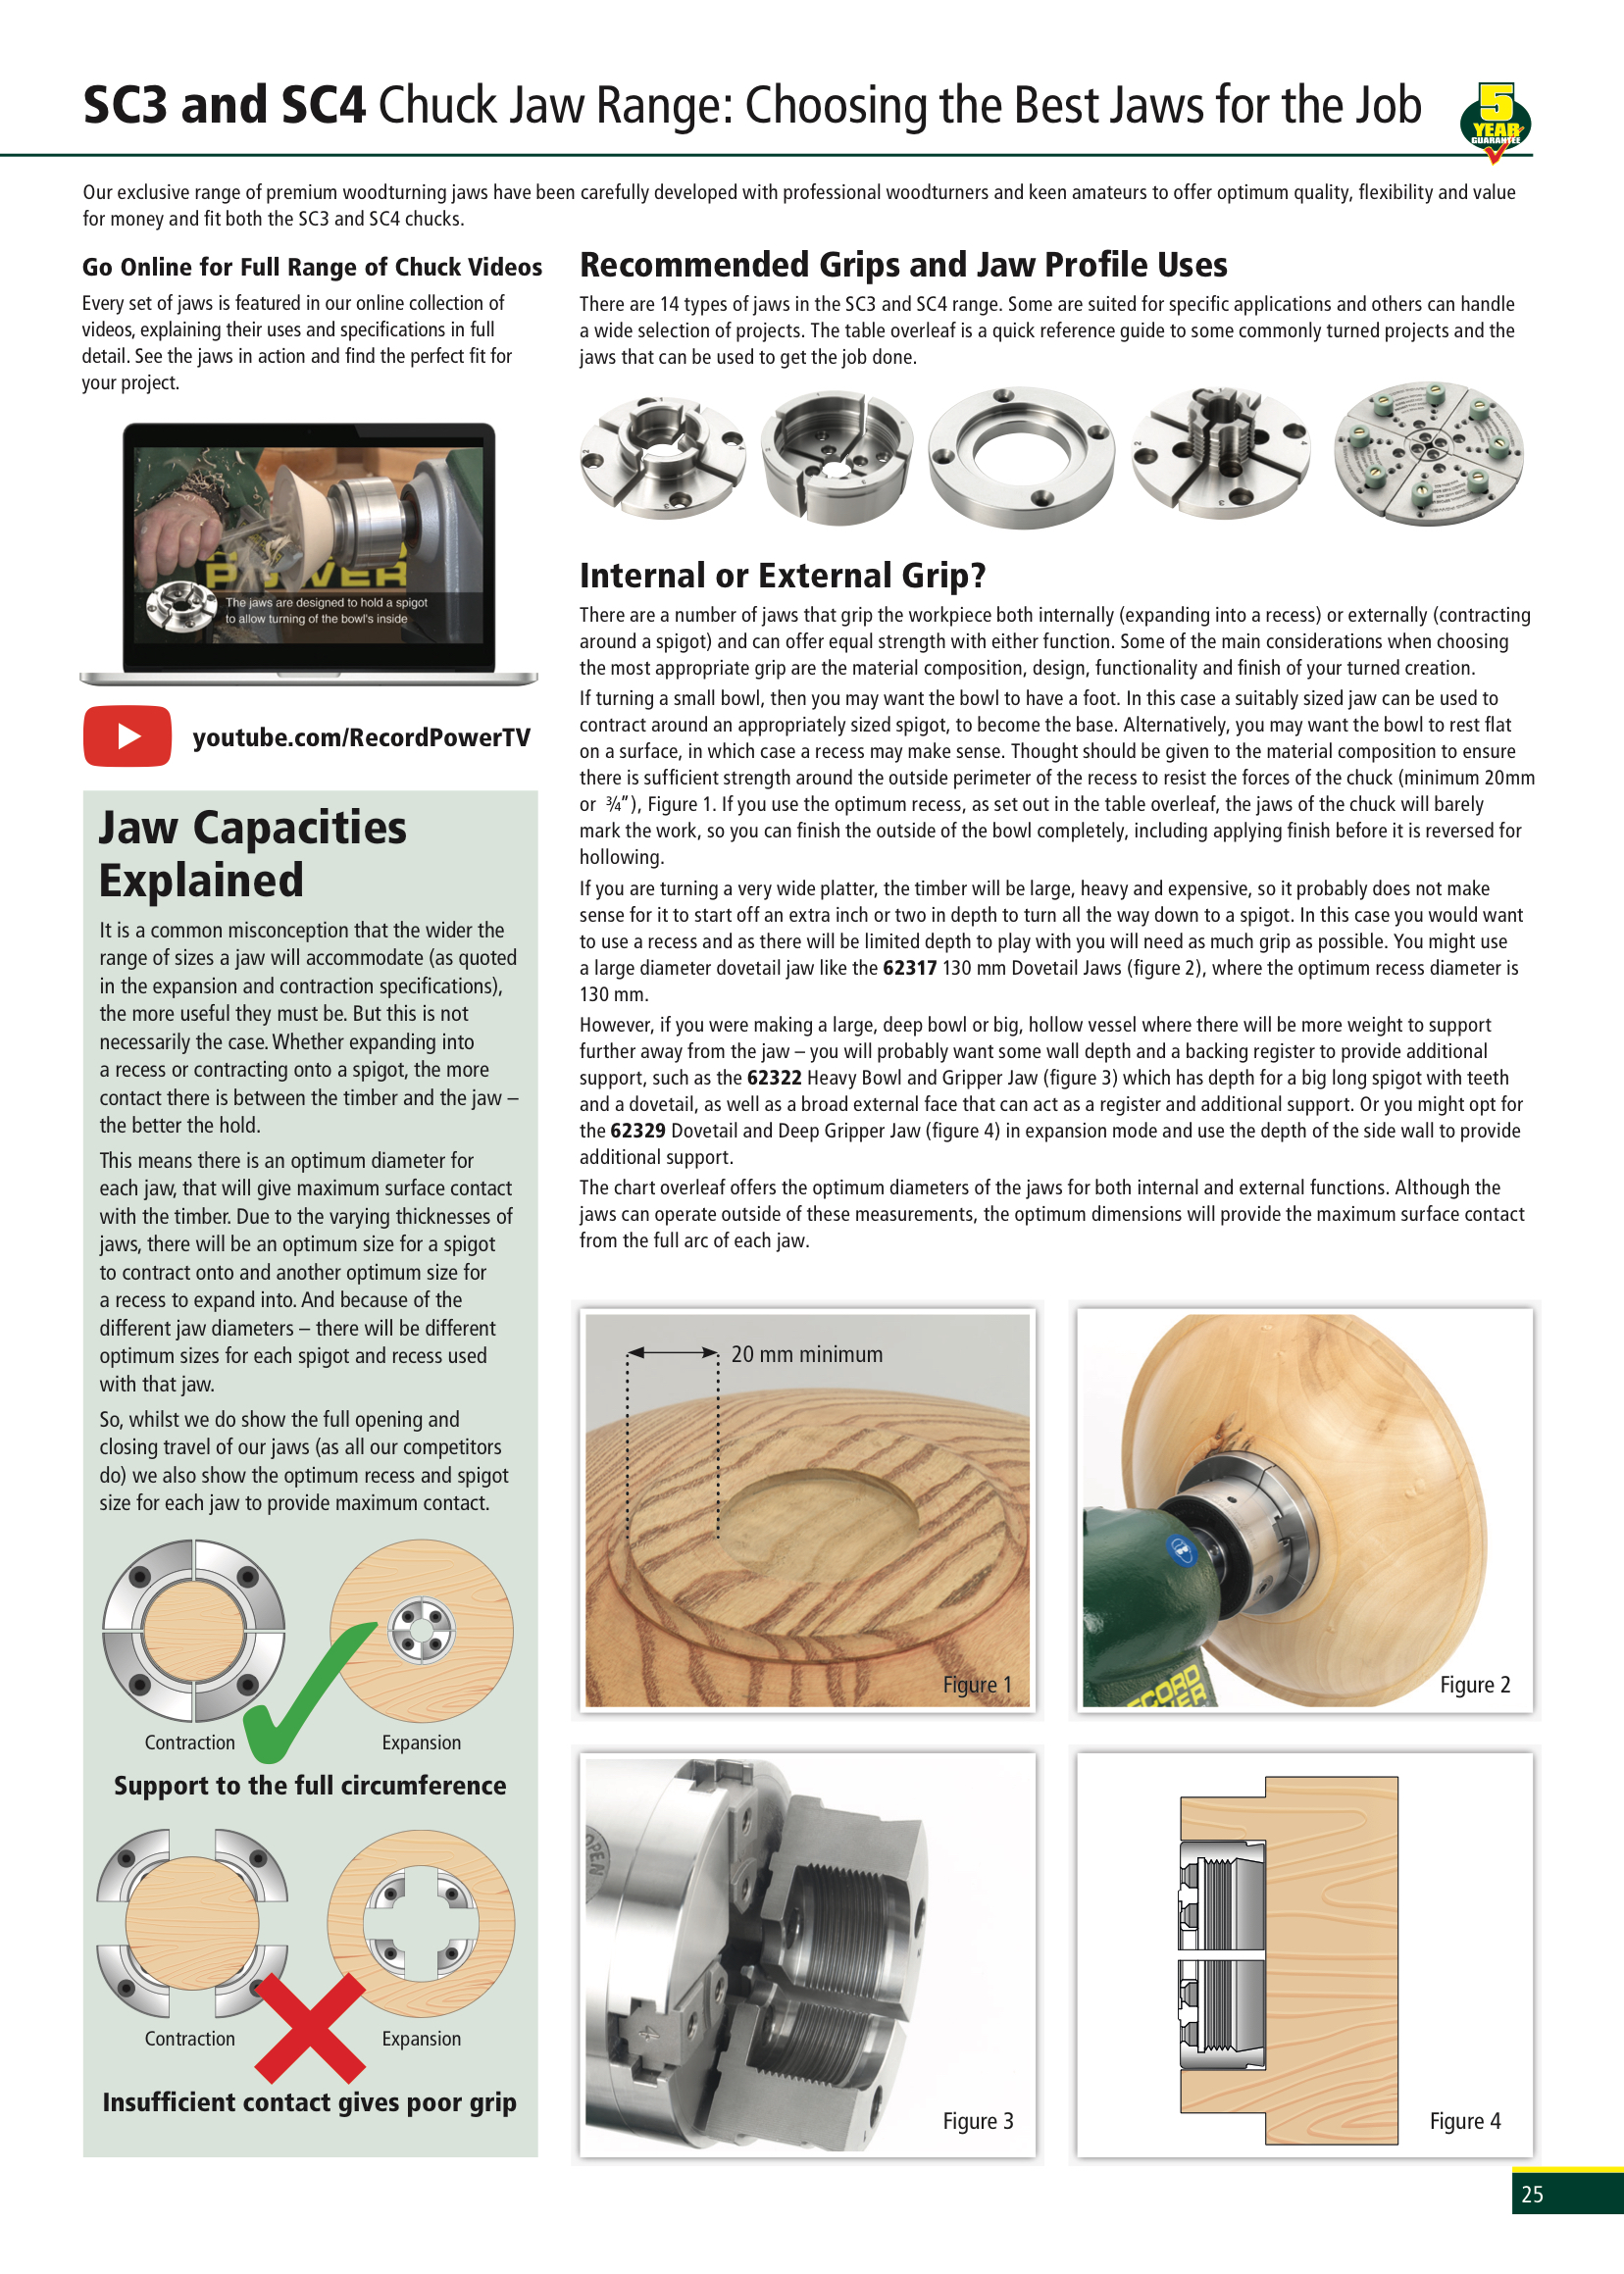 SC3 and SC4 Chuck Jaw Range: Choosing the Best Jaws for the Job
5
YEAR
GUARANTEE
Our exclusive range of premium woodturning jaws have been carefully developed with professional woodturners and keen amateurs to offer optimum quality, flexibility and value
for money and fit both the SC3 and SC4 chucks.
Go Online for Full Range of Chuck Videos
Every set of jaws is featured in our online collection of
videos, explaining their uses and specifications in full
detail. See the jaws in action and find the perfect fit for
your project.
POWER
The jaws are designed to hold a spigot
to allow turning of the bowl's inside
youtube.com/RecordPowerTV
Jaw Capacities
Explained
It is a common misconception that the wider the
range of sizes a jaw will accommodate (as quoted
in the expansion and contraction specifications),
the more useful they must be. But this is not
necessarily the case. Whether expanding into
a recess or contracting onto a spigot, the more
contact there is between the timber and the jaw –
the better the hold.
This means there is an optimum diameter for
each jaw, that will give maximum surface contact
with the timber. Due to the varying thicknesses of
jaws, there will be an optimum size for a spigot
to contract onto and another optimum size for
a recess to expand into. And because of the
different jaw diameters – there will be different
optimum sizes for each spigot and recess used
with that jaw.
So, whilst we do show the full opening and
closing travel of our jaws (as all our competitors
do) we also show the optimum recess and spigot
size for each jaw to provide maximum contact.
Contraction
Expansion
Support to the full circumference
Contraction
Expansion
Insufficient contact gives poor grip
Recommended Grips and Jaw Profile Uses
There are 14 types of jaws in the SC3 and SC4 range. Some are suited for specific applications and others can handle
a wide selection of projects. The table overleaf is a quick reference guide to some commonly turned projects and the
jaws that can be used to get the job done.
Internal or External Grip?
There are a number of jaws that grip the workpiece both internally (expanding into a recess) or externally (contracting
around a spigot) and can offer equal strength with either function. Some of the main considerations when choosing
the most appropriate grip are the material composition, design, functionality and finish of your turned creation.
If turning a small bowl, then you may want the bowl to have a foot. In this case a suitably sized jaw can be used to
contract around an appropriately sized spigot, to become the base. Alternatively, you may want the bowl to rest flat
on a surface, in which case a recess may make sense. Thought should be given to the material composition to ensure
there is sufficient strength around the outside perimeter of the recess to resist the forces of the chuck (minimum 20mm
or ¾”), Figure 1. If you use the optimum recess, as set out in the table overleaf, the jaws of the chuck will barely
mark the work, so you can finish the outside of the bowl completely, including applying finish before it is reversed for
hollowing.
If you are turning a very wide platter, the timber will be large, heavy and expensive, so it probably does not make
sense for it to start off an extra inch or two in depth to turn all the way down to a spigot. In this case you would want
to use a recess and as there will be limited depth to play with you will need as much grip as possible. You might use
a large diameter dovetail jaw like the 62317 130 mm Dovetail Jaws (figure 2), where the optimum recess diameter is
130 mm.
However, if you were making a large, deep bowl or big, hollow vessel where there will be more weight to support
further away from the jaw – you will probably want some wall depth and a backing register to provide additional
support, such as the 62322 Heavy Bowl and Gripper Jaw (figure 3) which has depth for a big long spigot with teeth
and a dovetail, as well as a broad external face that can act as a register and additional support. Or you might opt for
the 62329 Dovetail and Deep Gripper Jaw (figure 4) in expansion mode and use the depth of the side wall to provide
additional support.
The chart overleaf offers the optimum diameters of the jaws for both internal and external functions. Although the
jaws can operate outside of these measurements, the optimum dimensions will provide the maximum surface contact
from the full arc of each jaw.
20 mm minimum
Figure 1
Figure 2
OPEN
4
Figure 3
Figure 4
25